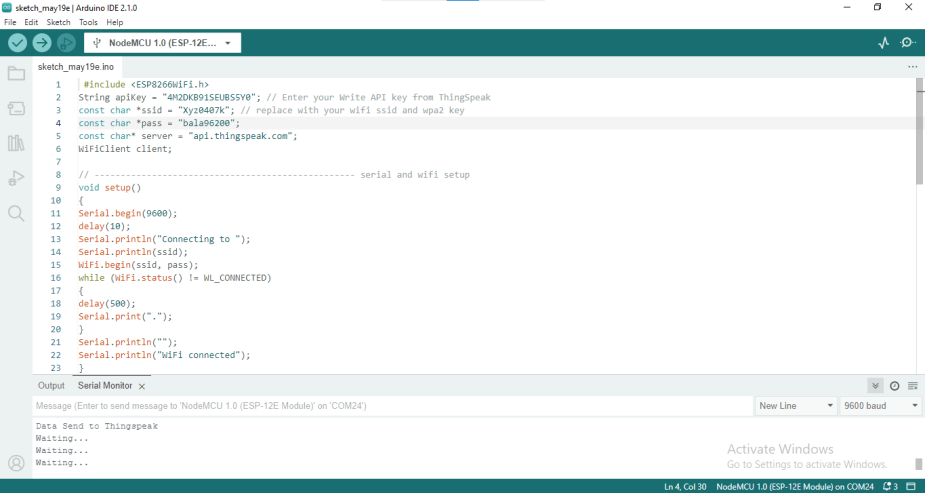 sketch_may19e | Arduino IDE 2.1.0
File Edit Sketch Tools Help
NodeMCU 1.0 (ESP-12E...
sketch_may19e.ino
1 #include <ESP8266WiFi.h>
2 String apiKey = "4M2DKB91SEUBS5Y0"; // Enter your Write API key from ThingSpeak
3 const char *ssid = "Xyz0407k"; // replace with your wifi ssid and wpa2 key
4 const char *pass = "bala96200";
5 const char* server = "api.thingspeak.com";
6 WiFiClient client;
7
8 // --------------------------------------------------- serial and wifi setup
9 void setup()
10 {
11 Serial.begin(9600);
12 delay(10);
13 Serial.println("Connecting to ");
14 Serial.println(ssid);
15 WiFi.begin(ssid, pass);
16 while (WiFi.status() != WL_CONNECTED)
17 {
18 delay(500);
19 Serial.print(".");
20 }
21 Serial.println("");
22 Serial.println("WiFi connected");
23 }
Output Serial Monitor
Message (Enter to send message to 'NodeMCU 1.0 (ESP-12E Module)' on 'COM24')
New Line 9600 baud
Data Send to Thingspeak
Waiting...
Waiting...
Waiting...
Activate Windows
Go to Settings to activate Windows.
Ln 4, Col 30 NodeMCU 1.0 (ESP-12E Module) on COM24 3